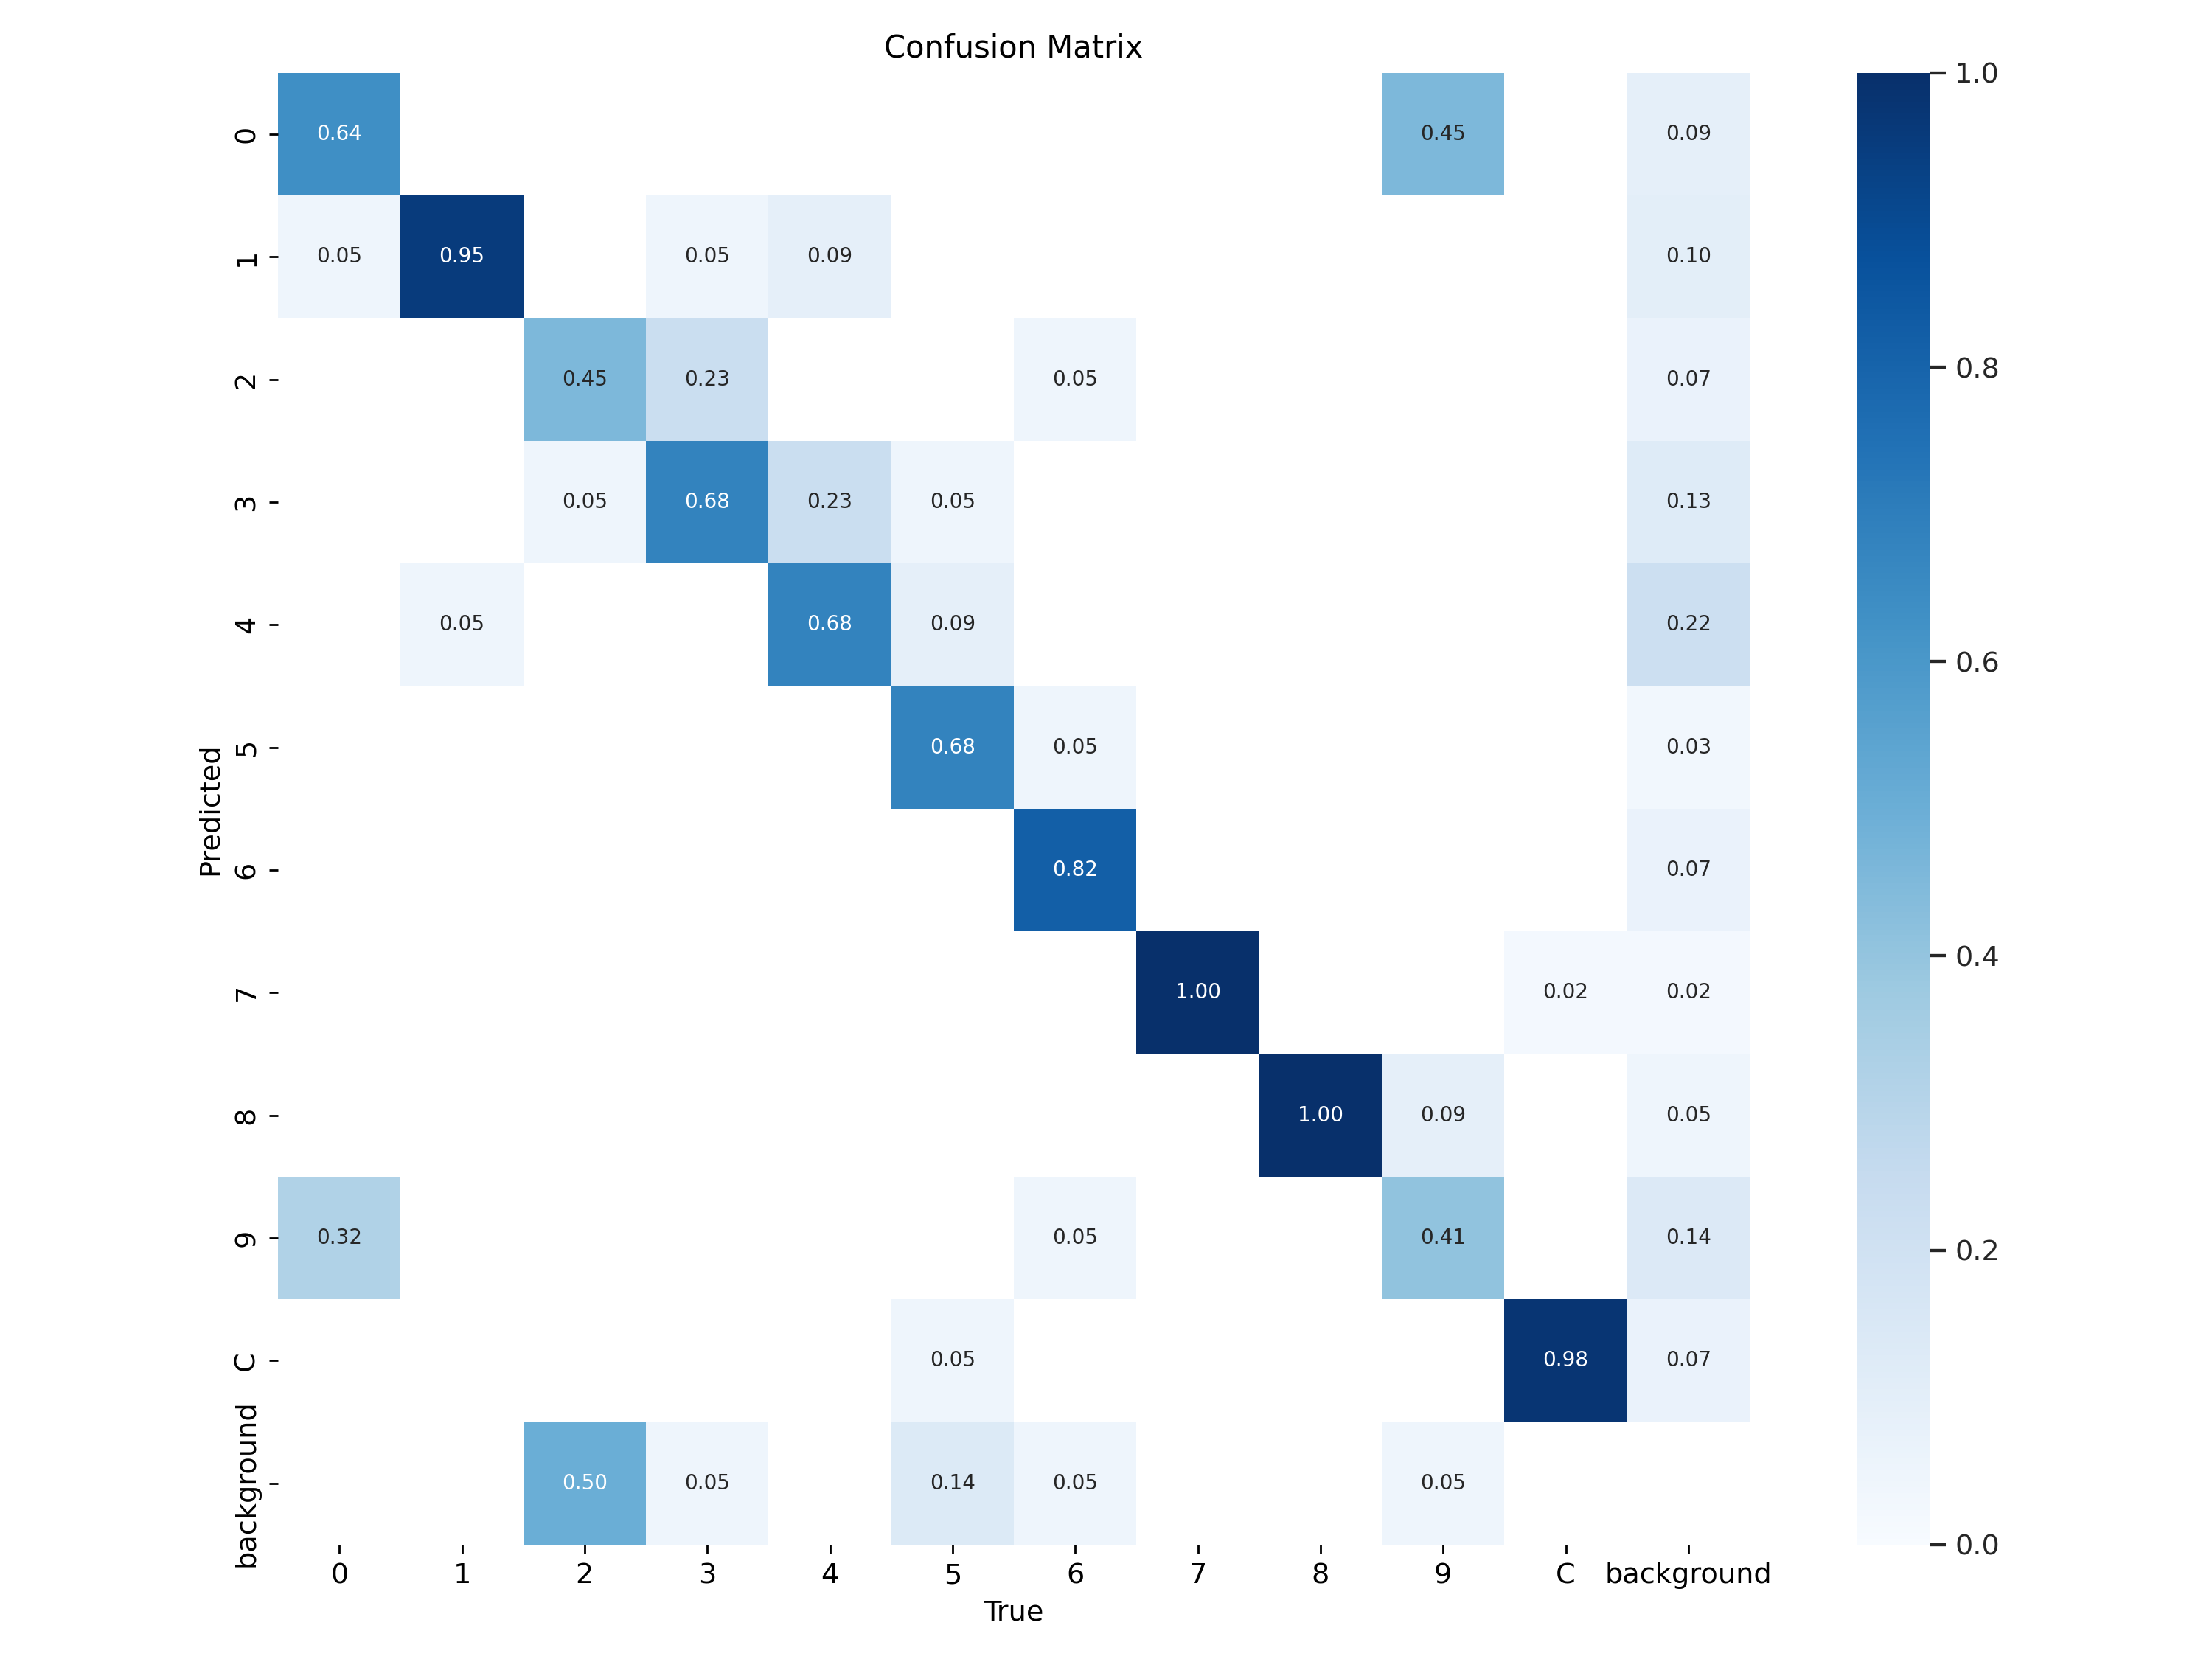 Confusion Matrix
0 0.64 0.45 0.09
1 0.05 0.95 0.05 0.09 0.10
2 0.45 0.23 0.05 0.07
3 0.05 0.68 0.23 0.05 0.13
4 0.05 0.68 0.09 0.22
5 0.68 0.05 0.03
6 0.82 0.07
7 1.00 0.02 0.02
8 1.00 0.09 0.05
9 0.32 0.05 0.41 0.14
C 0.05 0.98 0.07
background 0.50 0.05 0.14 0.05 0.05
0 1 2 3 4 5 6 7 8 9 C background
True
Predicted
1.0
0.8
0.6
0.4
0.2
0.0